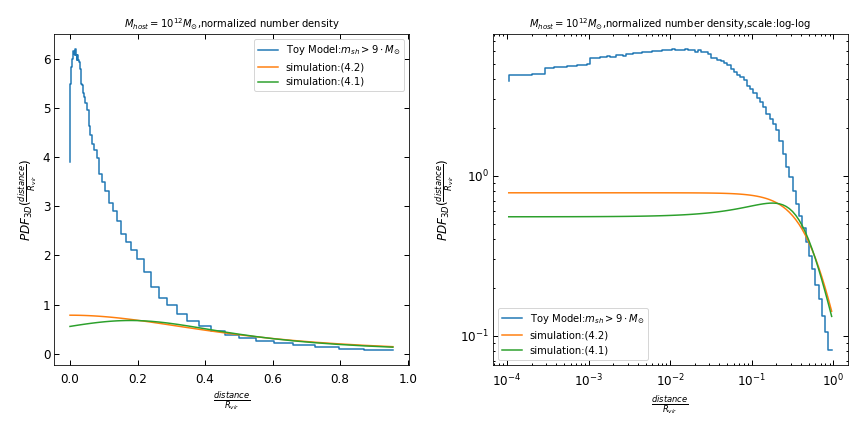 M_host = 10^12 M_⊙,normalized number density
PDF_3D(distance/R_vir)
6
5
4
3
2
1
0
Toy Model:m_sh > 9 · M_⊙
simulation:(4.2)
simulation:(4.1)
0.0 0.2 0.4 0.6 0.8 1.0
distance/R_vir
M_host = 10^12 M_⊙,normalized number density,scale:log-log
PDF_3D(distance/R_vir)
10^0
10^−1
Toy Model:m_sh > 9 · M_⊙
simulation:(4.2)
simulation:(4.1)
10^−4 10^−3 10^−2 10^−1 10^0
distance/R_vir